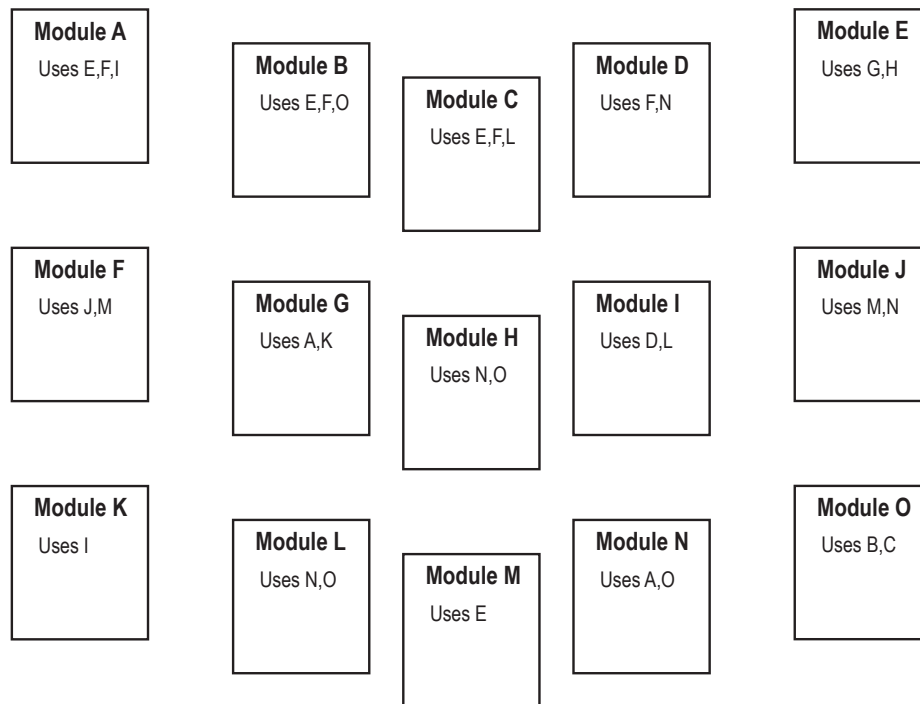 Module A
Uses E,F,I
Module B
Uses E,F,O
Module C
Uses E,F,L
Module D
Uses F,N
Module E
Uses G,H
Module F
Uses J,M
Module G
Uses A,K
Module H
Uses N,O
Module I
Uses D,L
Module J
Uses M,N
Module K
Uses I
Module L
Uses N,O
Module M
Uses E
Module N
Uses A,O
Module O
Uses B,C